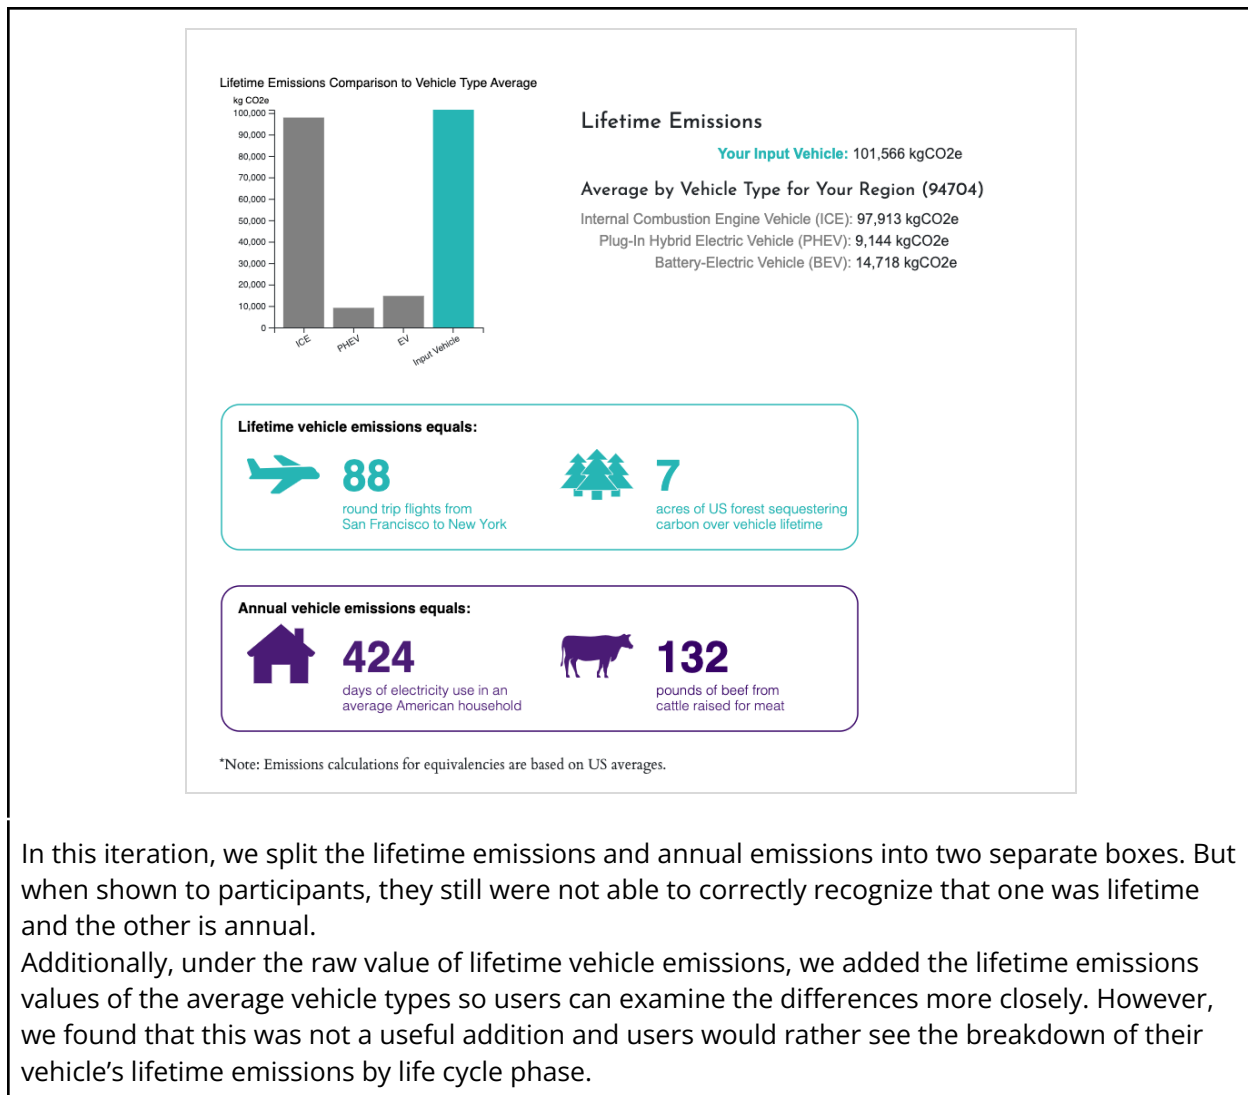 Lifetime Emissions Comparison to Vehicle Type Average
kg CO2e
100,000
90,000
80,000
70,000
60,000
50,000
40,000
30,000
20,000
10,000
0
ICE
PHEV
EV
Input Vehicle
Lifetime Emissions
Your Input Vehicle: 101,566 kgCO2e
Average by Vehicle Type for Your Region (94704)
Internal Combustion Engine Vehicle (ICE): 97,913 kgCO2e
Plug-In Hybrid Electric Vehicle (PHEV): 9,144 kgCO2e
Battery-Electric Vehicle (BEV): 14,718 kgCO2e
Lifetime vehicle emissions equals:
88
round trip flights from
San Francisco to New York
7
acres of US forest sequestering
carbon over vehicle lifetime
Annual vehicle emissions equals:
424
days of electricity use in an
average American household
132
pounds of beef from
cattle raised for meat
*Note: Emissions calculations for equivalencies are based on US averages.
In this iteration, we split the lifetime emissions and annual emissions into two separate boxes. But
when shown to participants, they still were not able to correctly recognize that one was lifetime
and the other is annual.
Additionally, under the raw value of lifetime vehicle emissions, we added the lifetime emissions
values of the average vehicle types so users can examine the differences more closely. However,
we found that this was not a useful addition and users would rather see the breakdown of their
vehicle's lifetime emissions by life cycle phase.